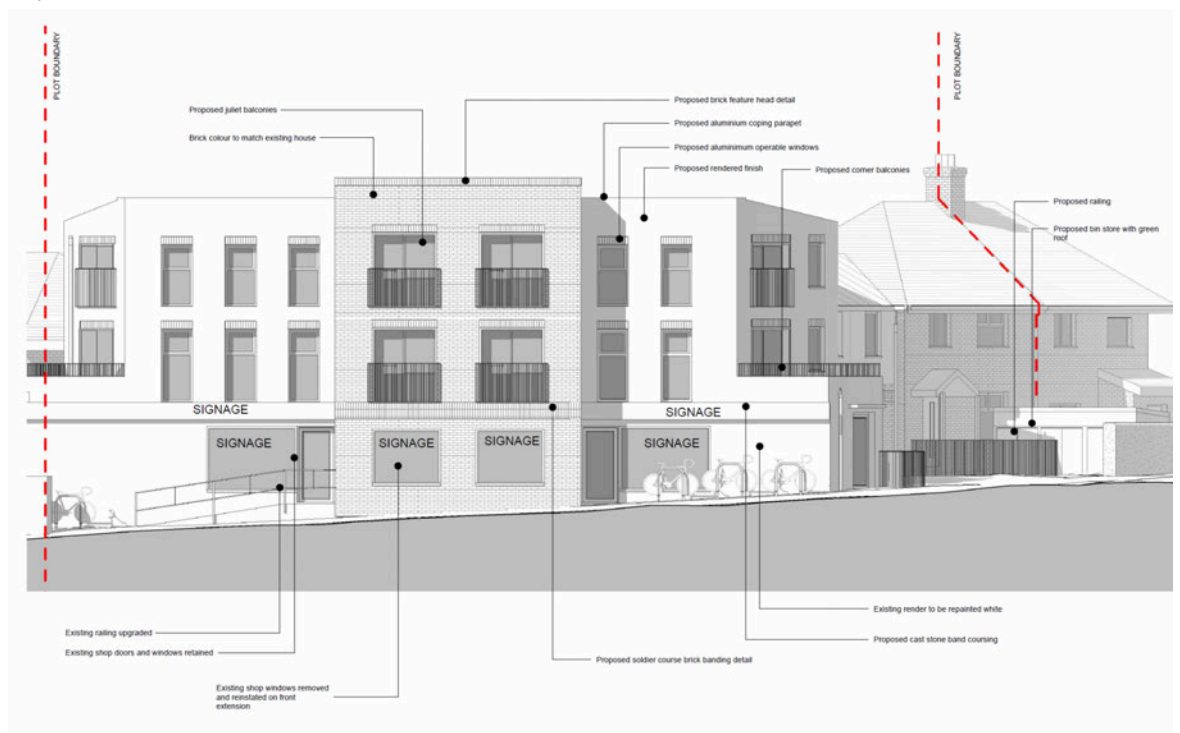 PLOT BOUNDARY
PLOT BOUNDARY
Proposed juliet balconies
Brick colour to match existing house
Proposed brick feature head detail
Proposed aluminium coping parapet
Proposed aluminimum operable windows
Proposed rendered finish
Proposed corner balconies
Proposed railing
Proposed bin store with green
roof
SIGNAGE
SIGNAGE
SIGNAGE
SIGNAGE
SIGNAGE
SIGNAGE
Existing render to be repainted white
Proposed cast stone band coursing
Existing railing upgraded
Existing shop doors and windows retained
Proposed soldier course brick banding detail
Existing shop windows removed
and reinstated on front
extension